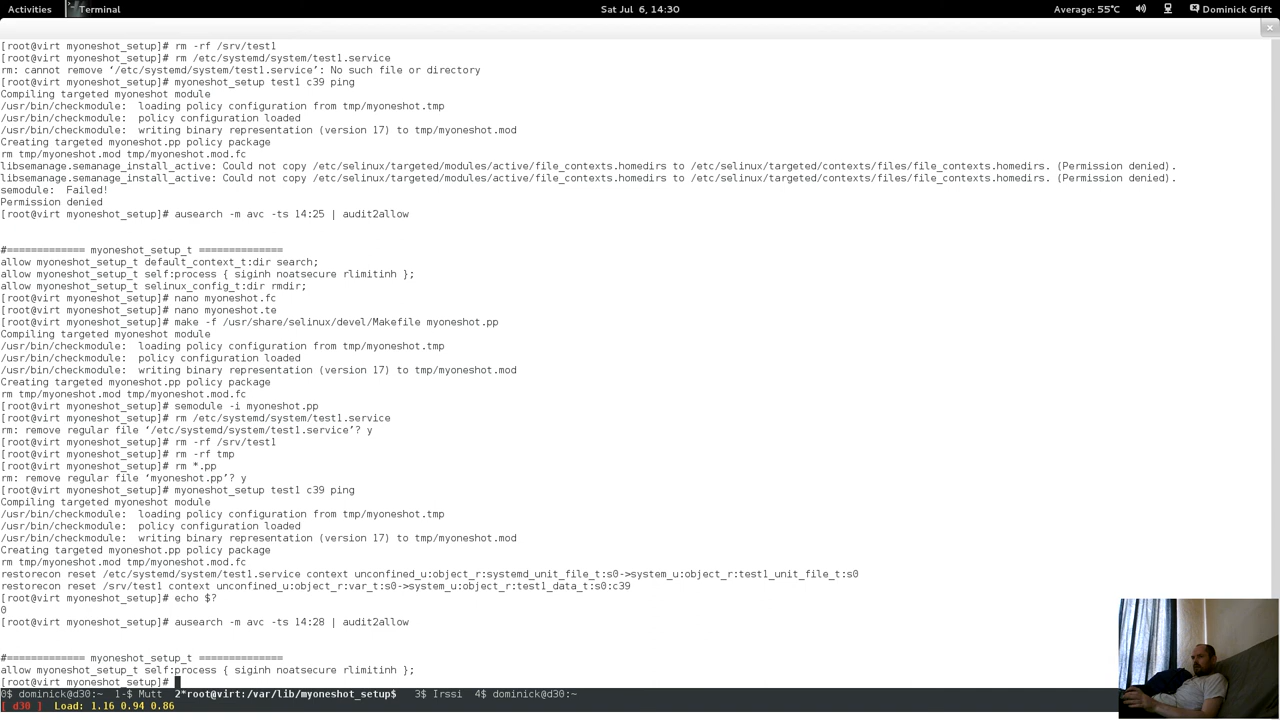 Activities Terminal Sat Jul 6, 14:30 Average: 55°C Dominick Grift
[root@virt myoneshot_setup]# rm -rf /srv/test1
[root@virt myoneshot_setup]# rm /etc/systemd/system/test1.service
rm: cannot remove ‘/etc/systemd/system/test1.service’: No such file or directory
[root@virt myoneshot_setup]# myoneshot_setup test1 c39 ping
Compiling targeted myoneshot module
/usr/bin/checkmodule:  loading policy configuration from tmp/myoneshot.tmp
/usr/bin/checkmodule:  policy configuration loaded
/usr/bin/checkmodule:  writing binary representation (version 17) to tmp/myoneshot.mod
Creating targeted myoneshot.pp policy package
rm tmp/myoneshot.mod tmp/myoneshot.mod.fc
libsemanage.semanage_install_active: Could not copy /etc/selinux/targeted/modules/active/file_contexts.homedirs to /etc/selinux/targeted/contexts/files/file_contexts.homedirs. (Permission denied).
libsemanage.semanage_install_active: Could not copy /etc/selinux/targeted/modules/active/file_contexts.homedirs to /etc/selinux/targeted/contexts/files/file_contexts.homedirs. (Permission denied).
semodule:  Failed!
Permission denied
[root@virt myoneshot_setup]# ausearch -m avc -ts 14:25 | audit2allow
#============= myoneshot_setup_t ==============
allow myoneshot_setup_t default_context_t:dir search;
allow myoneshot_setup_t self:process { siginh noatsecure rlimitinh };
allow myoneshot_setup_t selinux_config_t:dir rmdir;
[root@virt myoneshot_setup]# nano myoneshot.fc
[root@virt myoneshot_setup]# nano myoneshot.te
[root@virt myoneshot_setup]# make -f /usr/share/selinux/devel/Makefile myoneshot.pp
Compiling targeted myoneshot module
/usr/bin/checkmodule:  loading policy configuration from tmp/myoneshot.tmp
/usr/bin/checkmodule:  policy configuration loaded
/usr/bin/checkmodule:  writing binary representation (version 17) to tmp/myoneshot.mod
Creating targeted myoneshot.pp policy package
rm tmp/myoneshot.mod tmp/myoneshot.mod.fc
[root@virt myoneshot_setup]# semodule -i myoneshot.pp
[root@virt myoneshot_setup]# rm /etc/systemd/system/test1.service
rm: remove regular file ‘/etc/systemd/system/test1.service’? y
[root@virt myoneshot_setup]# rm -rf /srv/test1
[root@virt myoneshot_setup]# rm -rf tmp
[root@virt myoneshot_setup]# rm *.pp
rm: remove regular file ‘myoneshot.pp’? y
[root@virt myoneshot_setup]# myoneshot_setup test1 c39 ping
Compiling targeted myoneshot module
/usr/bin/checkmodule:  loading policy configuration from tmp/myoneshot.tmp
/usr/bin/checkmodule:  policy configuration loaded
/usr/bin/checkmodule:  writing binary representation (version 17) to tmp/myoneshot.mod
Creating targeted myoneshot.pp policy package
rm tmp/myoneshot.mod tmp/myoneshot.mod.fc
restorecon reset /etc/systemd/system/test1.service context unconfined_u:object_r:systemd_unit_file_t:s0->system_u:object_r:test1_unit_file_t:s0
restorecon reset /srv/test1 context unconfined_u:object_r:var_t:s0->system_u:object_r:test1_data_t:s0:c39
[root@virt myoneshot_setup]# echo $?
0
[root@virt myoneshot_setup]# ausearch -m avc -ts 14:28 | audit2allow
#============= myoneshot_setup_t ==============
allow myoneshot_setup_t self:process { siginh noatsecure rlimitinh };
[root@virt myoneshot_setup]#
0$ dominick@d30:~  1-$ Mutt  2*root@virt:/var/lib/myoneshot_setup$  3$ Irssi  4$ dominick@d30:~
[ d30 ]  Load: 1.16 0.94 0.86